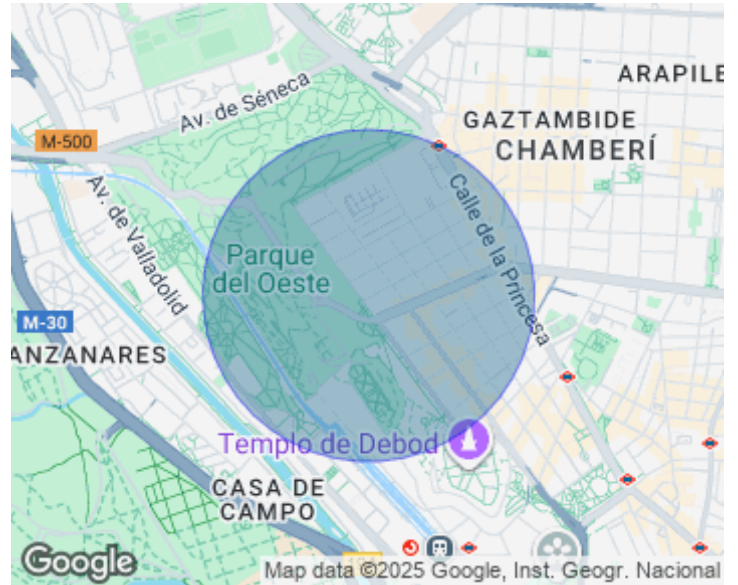 ARAPILE
Av. de Séneca
GAZTAMBIDE
CHAMBERÍ
M-500
Av. de Valladolid
Calle de la Princesa
Parque
del Oeste
M-30
ANZANARES
Templo de Debod
CASA DE
CAMPO
Google
Map data ©2025 Google, Inst. Geogr. Nacional